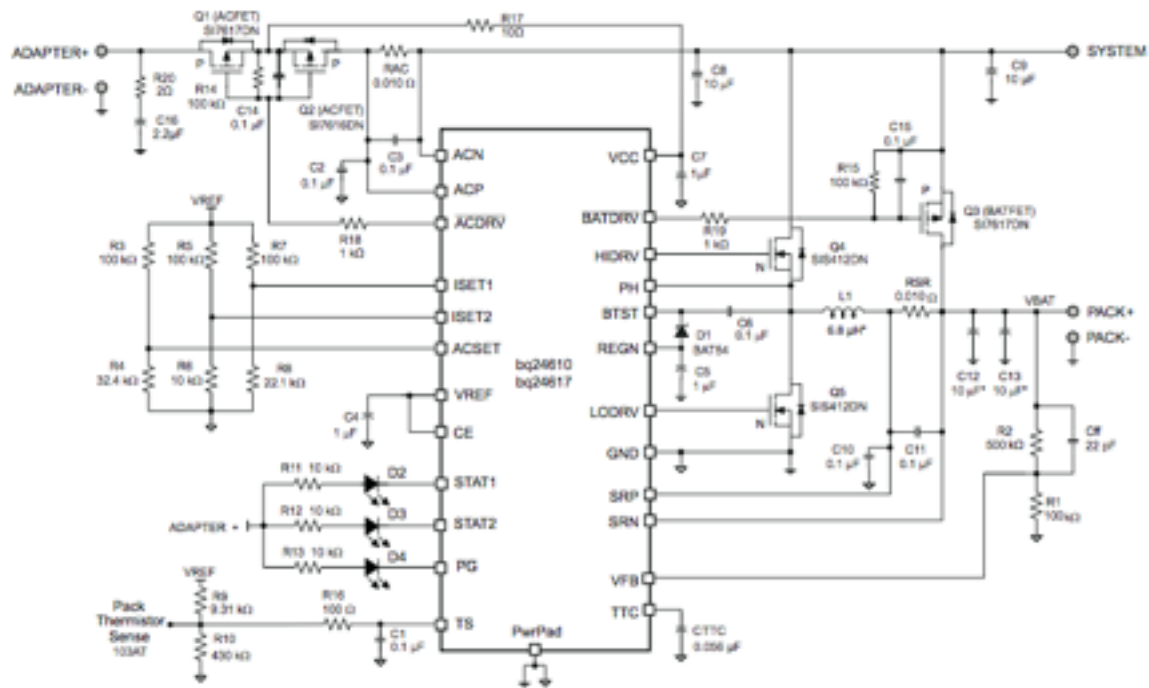 Q1 (ACFET)
SI7617DN
R17
10Ω
ADAPTER+
SYSTEM
ADAPTER-
P
P
RAC
0.010 Ω
C8
10 µF
C9
10 µF
R20
2Ω
R14
100 kΩ
C14
0.1 µF
Q2 (ACFET)
C16
2.2µF
C3
0.1 µF
C2
0.1 µF
ACN
VCC
C7
1µF
C15
0.1 µF
R15
100 kΩ
ACP
P
VREF
ACDRV
BATDRV
R19
1 kΩ
Q3 (BATFET)
SI7617DN
R18
1 kΩ
R3
100 kΩ
R5
100 kΩ
R7
100 kΩ
HIDRV
N
Q4
SIS412DN
ISET1
PH
RSR
0.010Ω
ISET2
BTST
L1
6.8 µH*
VBAT
PACK+
C6
0.1 µF
PACK-
D1
BAT54
ACSET
REGN
bq24610
bq24617
R4
32.4 kΩ
R6
10 kΩ
R8
22.1 kΩ
C5
1 µF
C12
10 µF*
C13
10 µF*
VREF
LODRV
N
Q5
SIS412DN
C4
1 µF
CE
GND
C10
0.1 µF
C11
0.1 µF
R2
500 kΩ
Cff
22 pF
R11 10 kΩ
D2
STAT1
SRP
R12 10 kΩ
D3
STAT2
SRN
R1
100kΩ
ADAPTER +
R13 10 kΩ
D4
PG
VFB
VREF
R9
9.31 kΩ
R16
100 Ω
TTC
Pack
Thermistor
Sense
103AT
TS
CTTC
0.056 µF
R10
430 kΩ
C1
0.1 µF
PwrPad